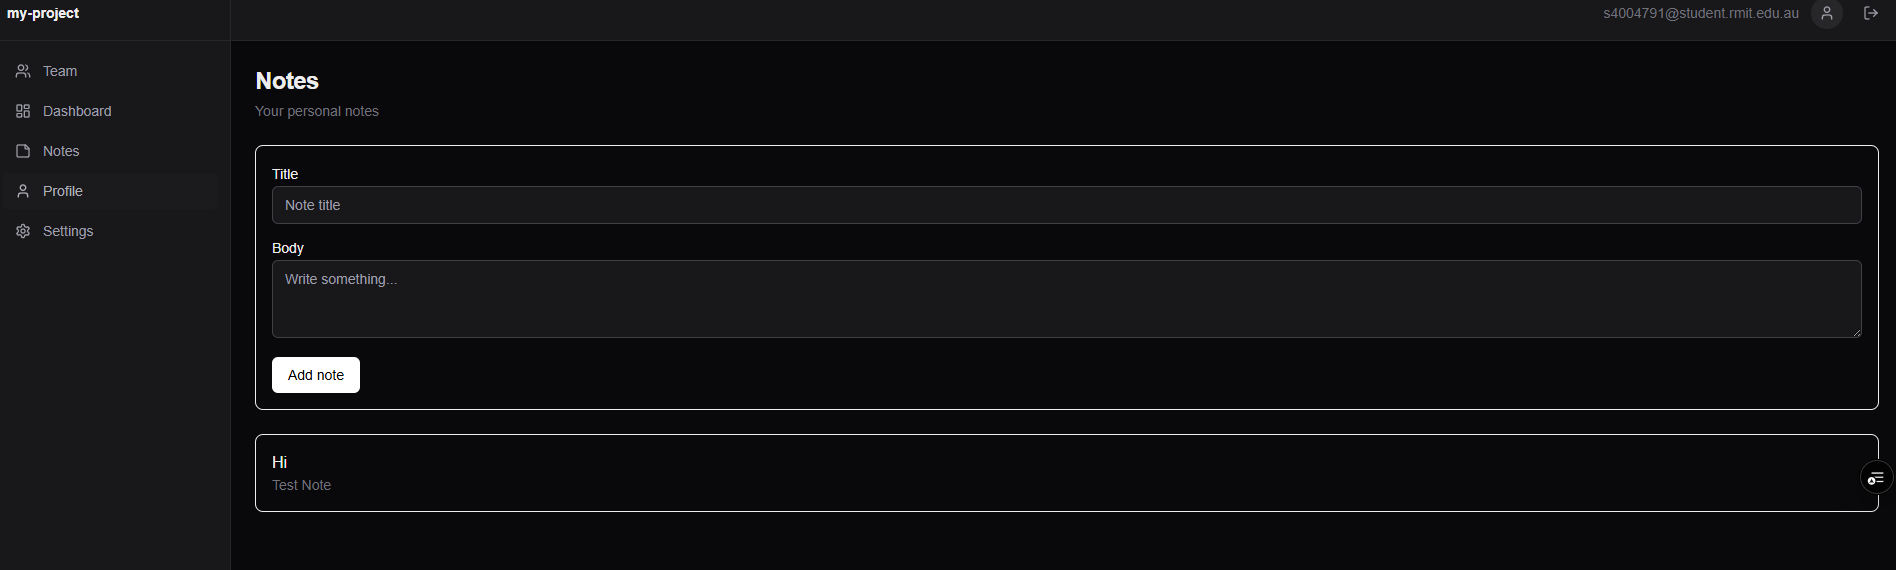 my-project
s4004791@student.rmit.edu.au
Team
Dashboard
Notes
Profile
Settings
Notes
Your personal notes
Title
Note title
Body
Write something...
Add note
Hi
Test Note